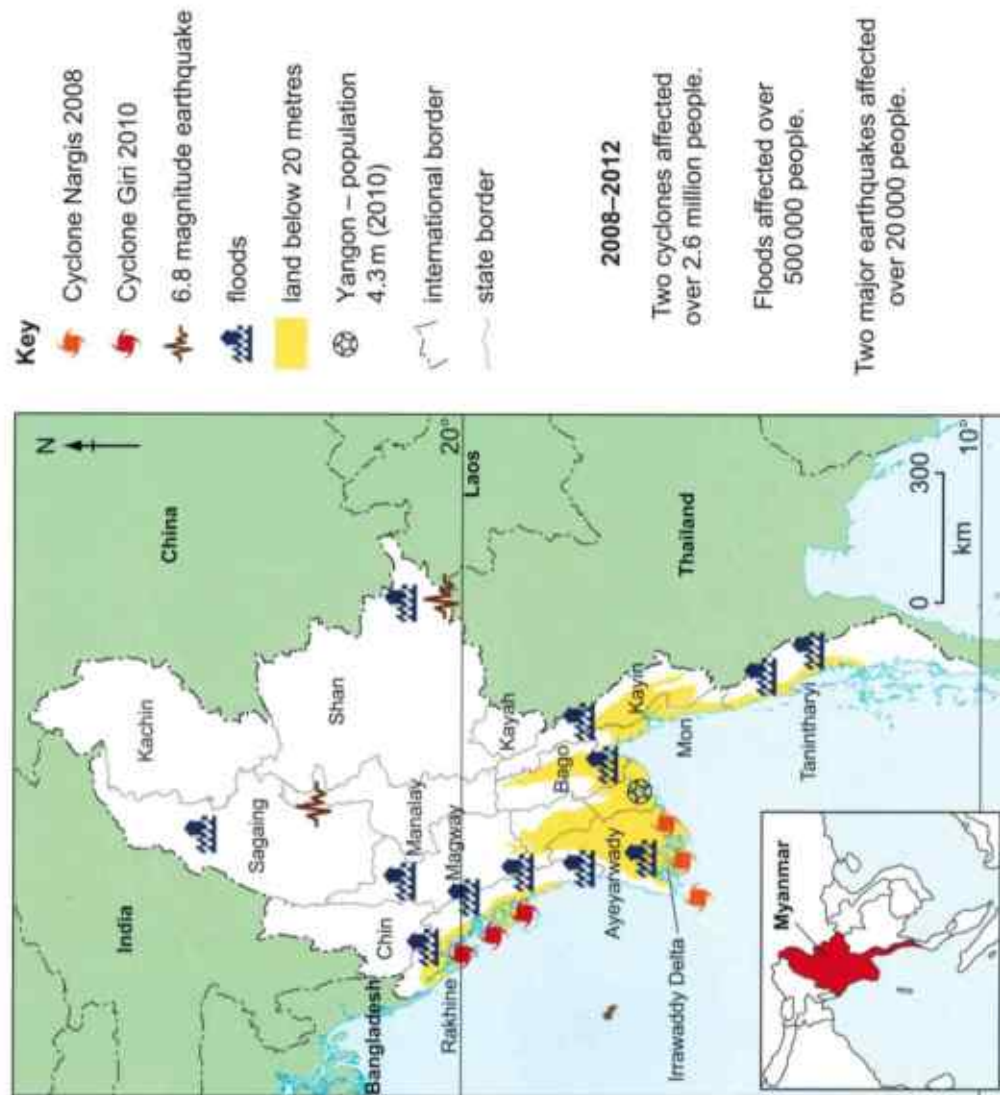 N
India
China
Kachin
Sagaing
Shan
Chin
Manalay
Magway
Bangladesh
Rakhine
20°
Kayah
Laos
Bago
Kayin
Ayeyarwady
Thailand
Mon
Irrawaddy Delta
Tanintharyi
0 300
km
10°
Myanmar
Key
Cyclone Nargis 2008
Cyclone Giri 2010
6.8 magnitude earthquake
floods
land below 20 metres
Yangon – population
4.3 m (2010)
international border
state border
2008–2012
Two cyclones affected
over 2.6 million people.
Floods affected over
500 000 people.
Two major earthquakes affected
over 20 000 people.